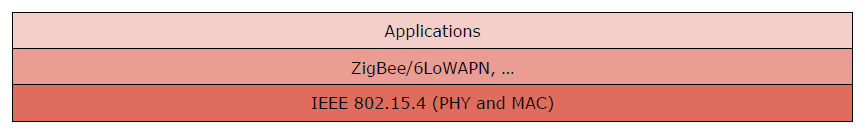 Applications
ZigBee/6LoWAPN, ...
IEEE 802.15.4 (PHY and MAC)